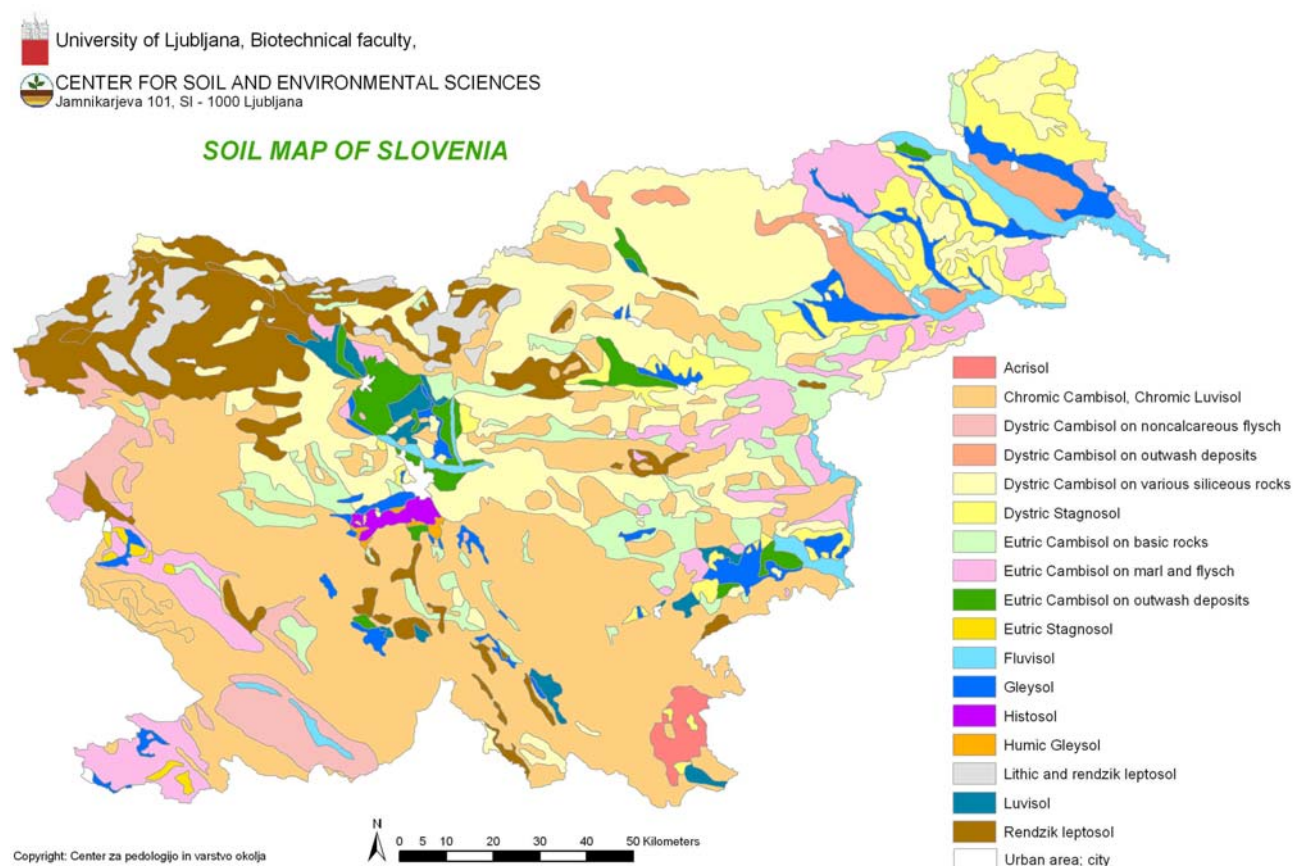 University of Ljubljana, Biotechnical faculty,
CENTER FOR SOIL AND ENVIRONMENTAL SCIENCES
Jamnikarjeva 101, SI - 1000 Ljubljana
SOIL MAP OF SLOVENIA
Acrisol
Chromic Cambisol, Chromic Luvisol
Dystric Cambisol on noncalcareous flysch
Dystric Cambisol on outwash deposits
Dystric Cambisol on various siliceous rocks
Dystric Stagnosol
Eutric Cambisol on basic rocks
Eutric Cambisol on marl and flysch
Eutric Cambisol on outwash deposits
Eutric Stagnosol
Fluvisol
Gleysol
Histosol
Humic Gleysol
Lithic and rendzik leptosol
Luvisol
Rendzik leptosol
Urban area; city
N
0 5 10 20 30 40 50 Kilometers
Copyright: Center za pedologijo in varstvo okolja